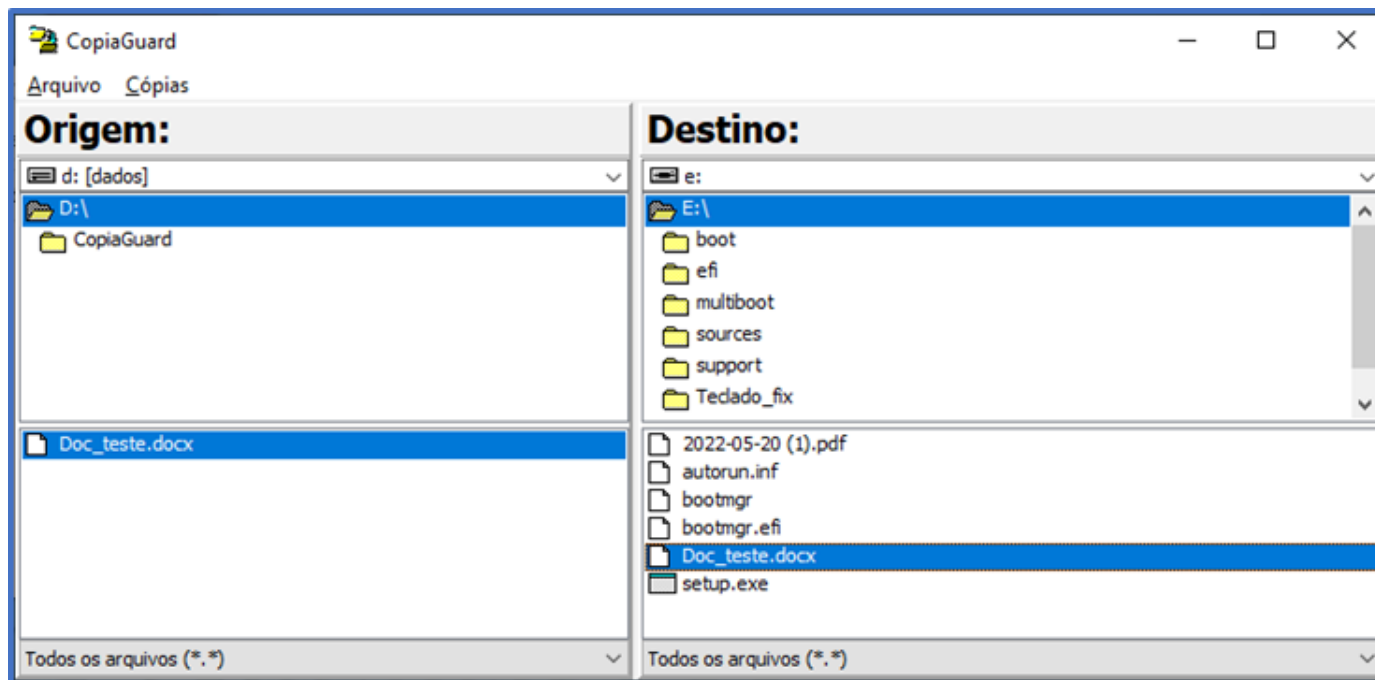 CopiaGuard
Arquivo Cópias
Origem:
d: [dados]
D:\
CopiaGuard
Doc_teste.docx
Todos os arquivos (*.*)
Destino:
e:
E:\
boot
efi
multiboot
sources
support
Teclado_fix
2022-05-20 (1).pdf
autorun.inf
bootmgr
bootmgr.efi
Doc_teste.docx
setup.exe
Todos os arquivos (*.*)